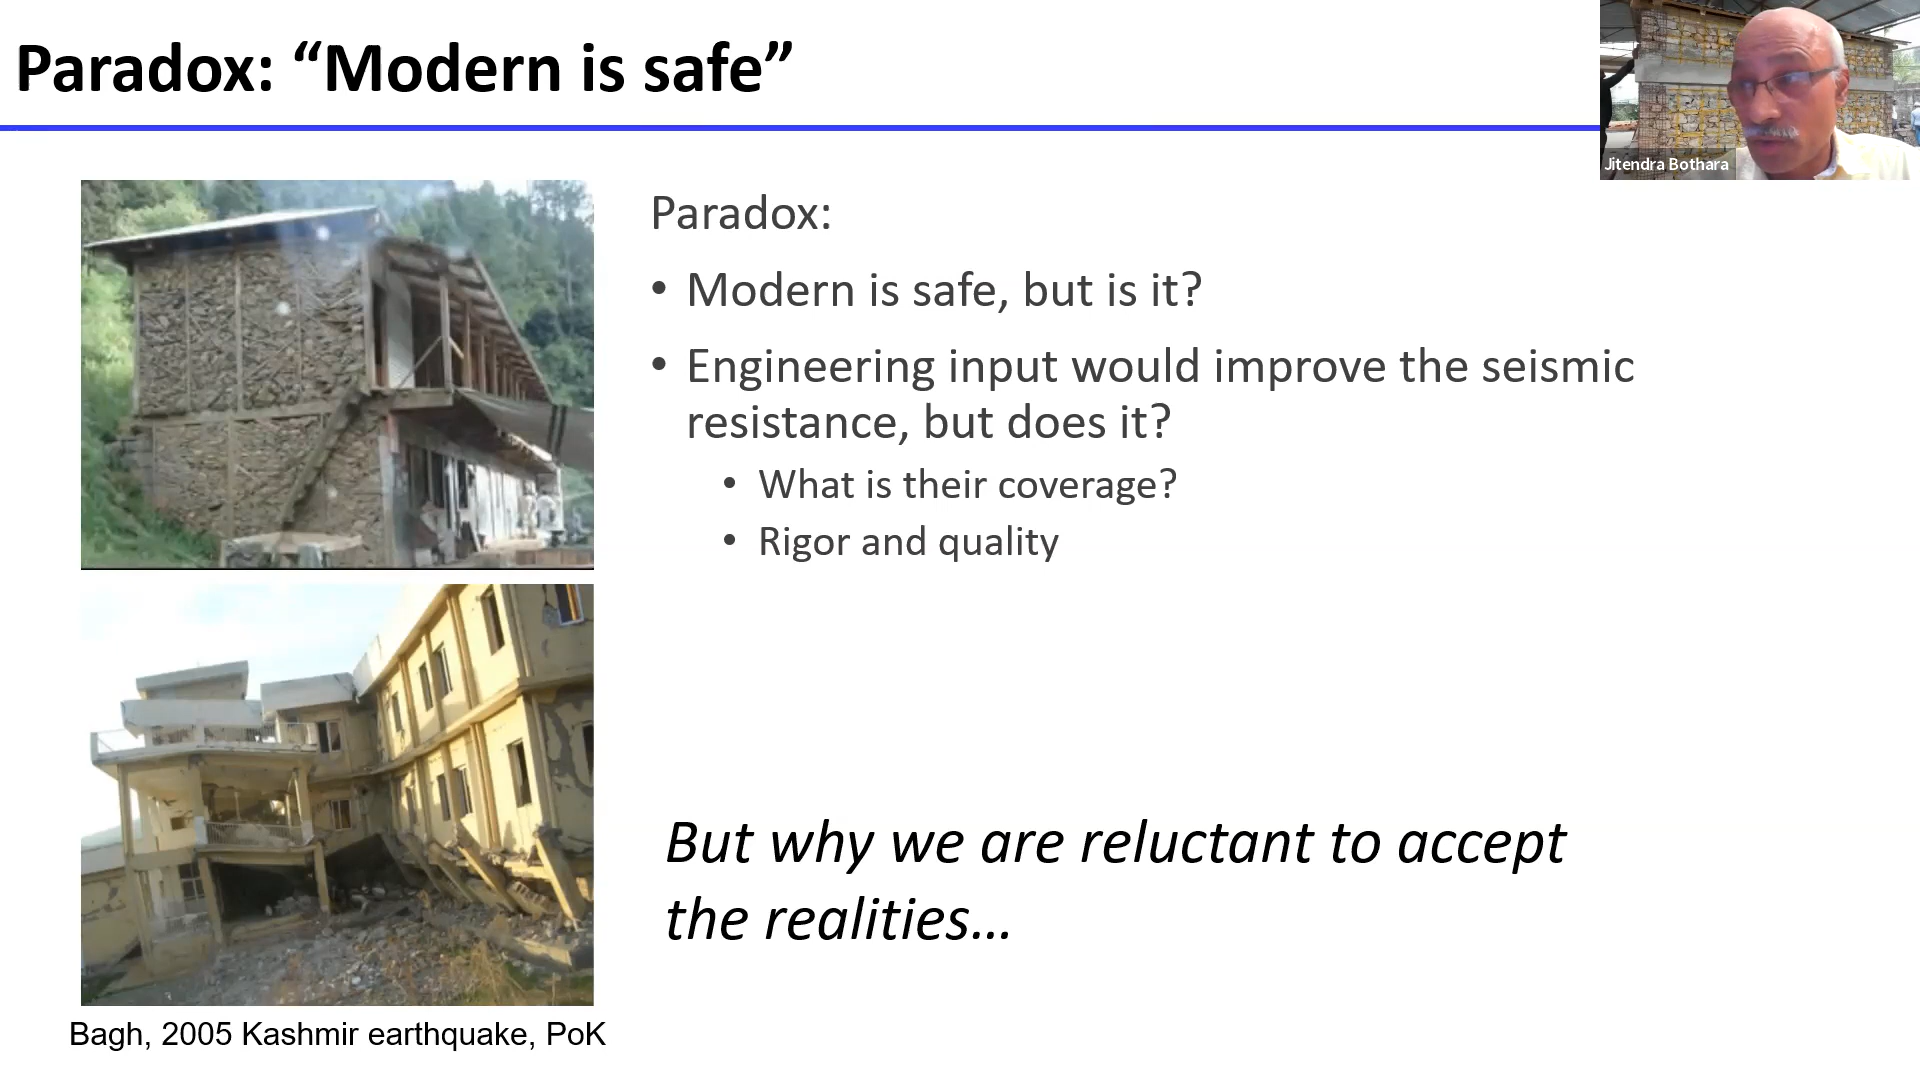 Paradox: “Modern is safe”
Jitendra Bothara
Paradox:
• Modern is safe, but is it?
• Engineering input would improve the seismic
resistance, but does it?
• What is their coverage?
• Rigor and quality
But why we are reluctant to accept
the realities…
Bagh, 2005 Kashmir earthquake, PoK